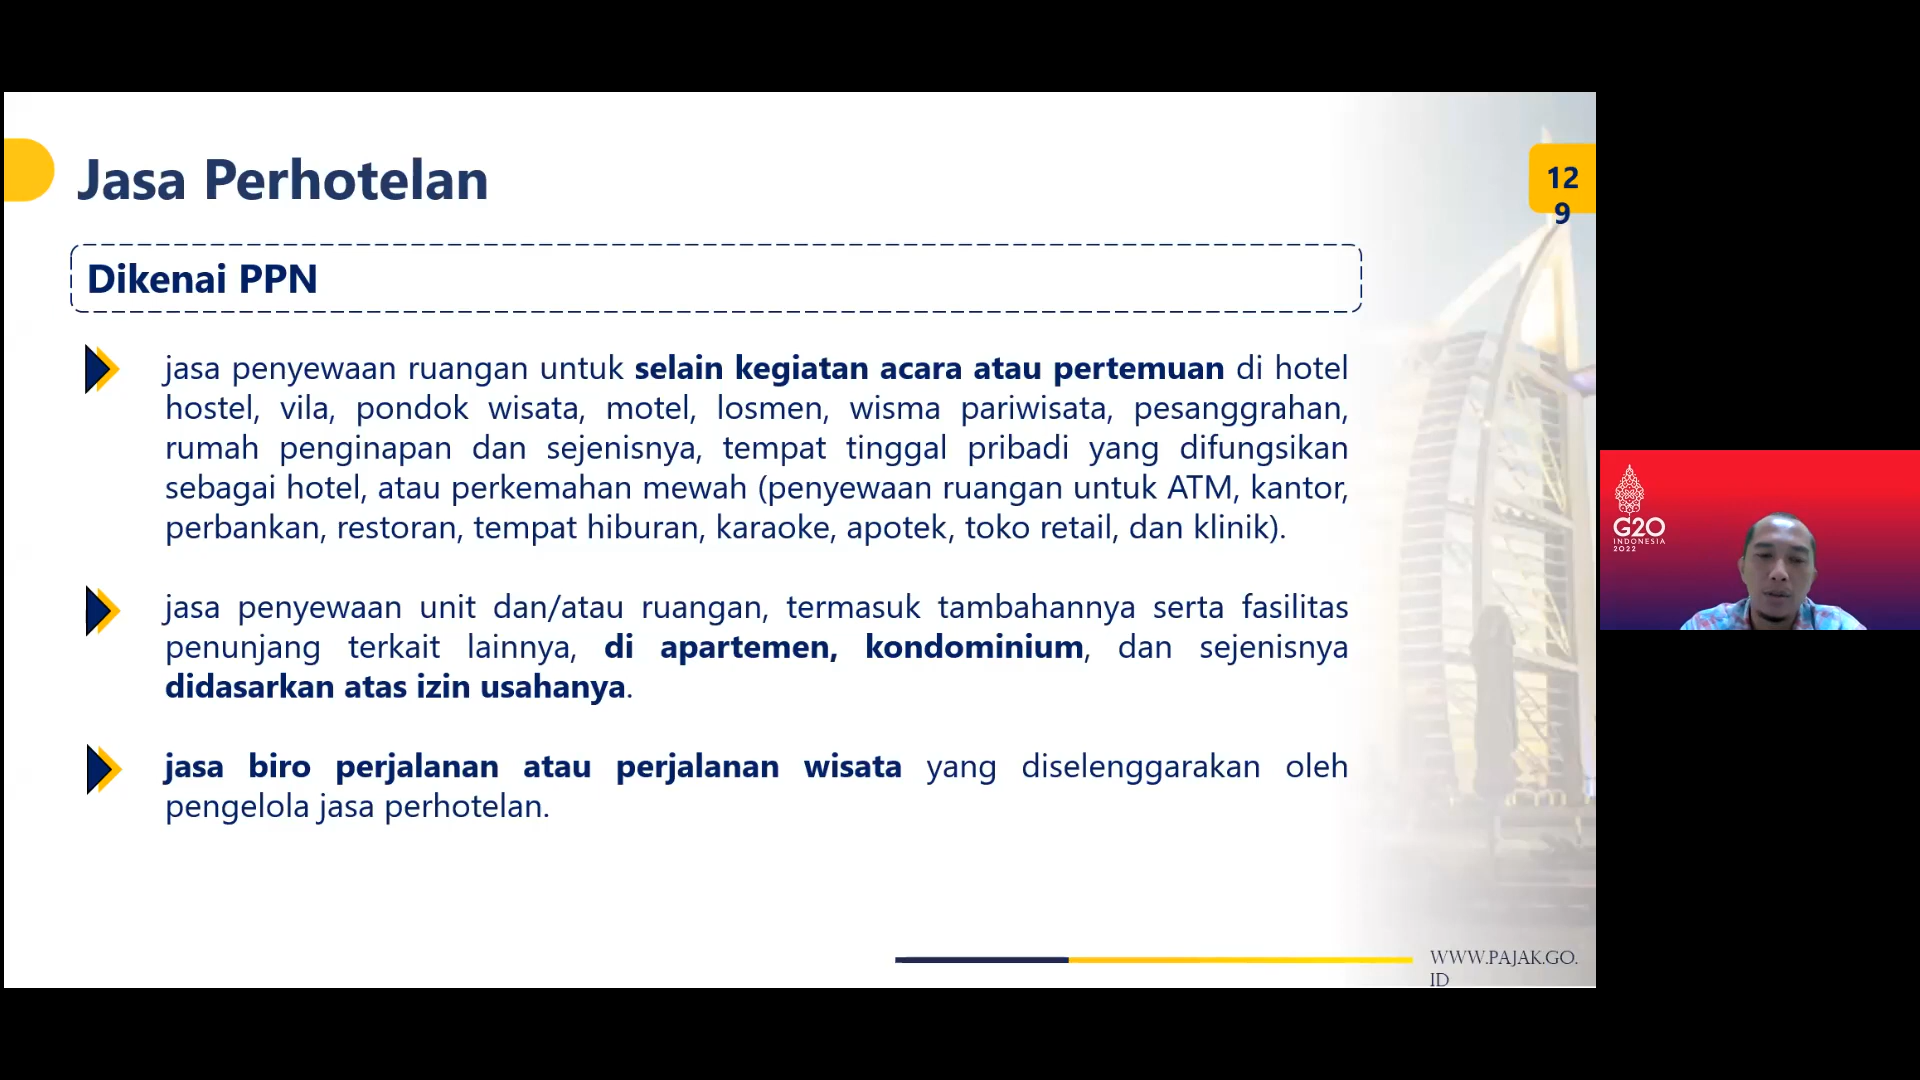 Jasa Perhotelan
12
9
Dikenai PPN
jasa penyewaan ruangan untuk selain kegiatan acara atau pertemuan di hotel
hostel, vila, pondok wisata, motel, losmen, wisma pariwisata, pesanggrahan,
rumah penginapan dan sejenisnya, tempat tinggal pribadi yang difungsikan
sebagai hotel, atau perkemahan mewah (penyewaan ruangan untuk ATM, kantor,
perbankan, restoran, tempat hiburan, karaoke, apotek, toko retail, dan klinik).
jasa penyewaan unit dan/atau ruangan, termasuk tambahannya serta fasilitas
penunjang terkait lainnya, di apartemen, kondominium, dan sejenisnya
didasarkan atas izin usahanya.
jasa biro perjalanan atau perjalanan wisata yang diselenggarakan oleh
pengelola jasa perhotelan.
WWW.PAJAK.GO.
ID
G20
INDONESIA
2022